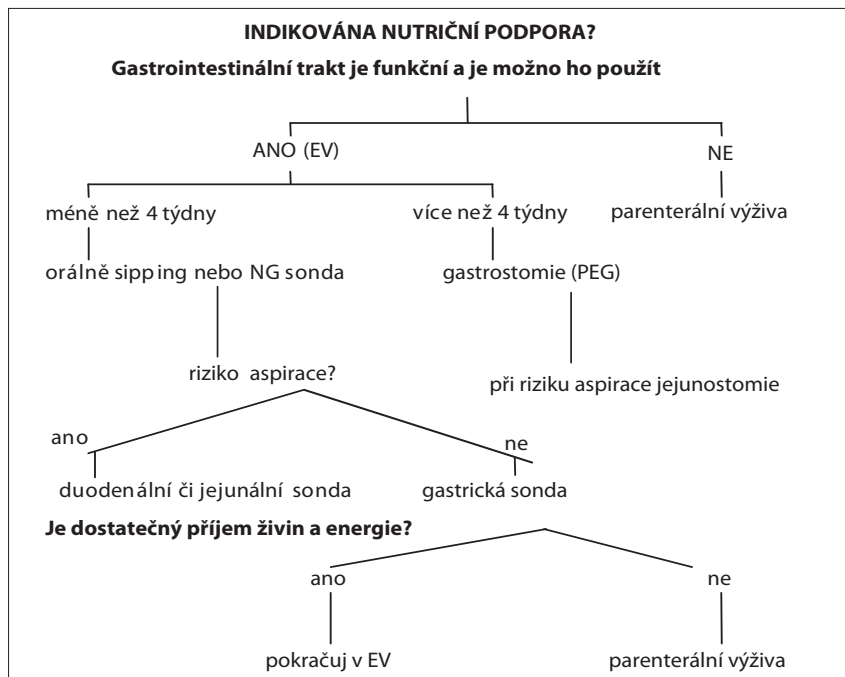 INDIKOVÁNA NUTRIČNÍ PODPORA?
Gastrointestinální trakt je funkční a je možno ho použít
ANO (EV)
NE
méně než 4 týdny
více než 4 týdny
parenterální výživa
orálně sipping nebo NG sonda
gastrostomie (PEG)
riziko aspirace?
při riziku aspirace jejunostomie
ano
ne
duodenální či jejunální sonda
gastrická sonda
Je dostatečný příjem živin a energie?
ano
ne
pokračuj v EV
parenterální výživa